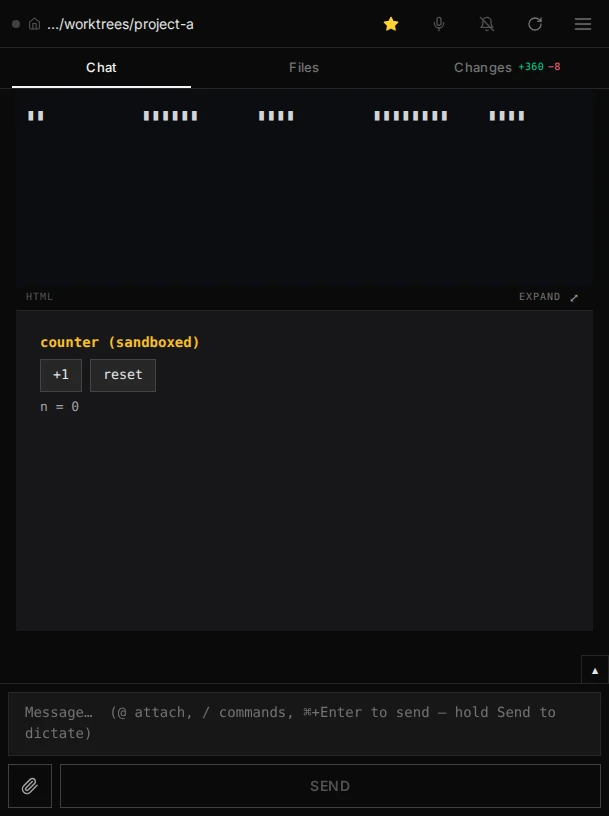 .../worktrees/project-a
Chat Files Changes +360 −8
▮▮ ▮▮▮▮▮▮ ▮▮▮▮ ▮▮▮▮▮▮▮▮ ▮▮▮▮
HTML EXPAND ⤢
counter (sandboxed)
+1 reset
n = 0
▲
Message… (@ attach, / commands, ⌘+Enter to send — hold Send to
dictate)
SEND